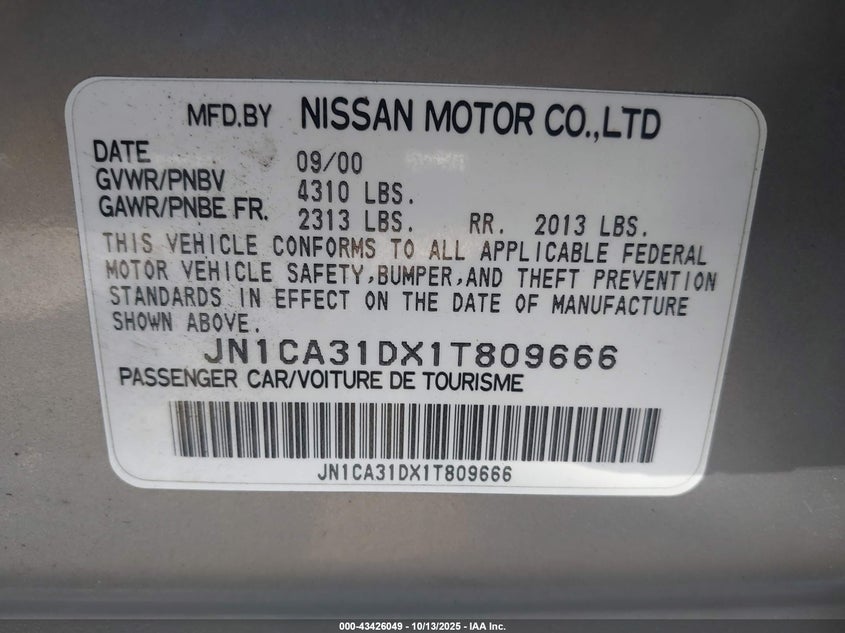 MFD.BY NISSAN MOTOR CO.,LTD
DATE 09/00
GVWR/PNBV 4310 LBS.
GAWR/PNBE FR. 2313 LBS. RR. 2013 LBS.
THIS VEHICLE CONFORMS TO ALL APPLICABLE FEDERAL
MOTOR VEHICLE SAFETY,BUMPER,AND THEFT PREVENTION
STANDARDS IN EFFECT ON THE DATE OF MANUFACTURE
SHOWN ABOVE.
JN1CA31DX1T809666
PASSENGER CAR/VOITURE DE TOURISME
JN1CA31DX1T809666
000-43426049 | 10/13/2025 - IAA Inc.